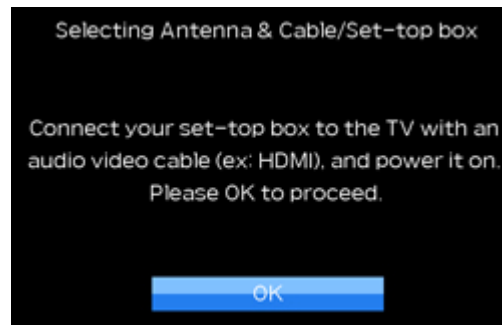 Selecting Antenna & Cable/Set-top box
Connect your set-top box to the TV with an
audio video cable (ex: HDMI), and power it on.
Please OK to proceed.
OK